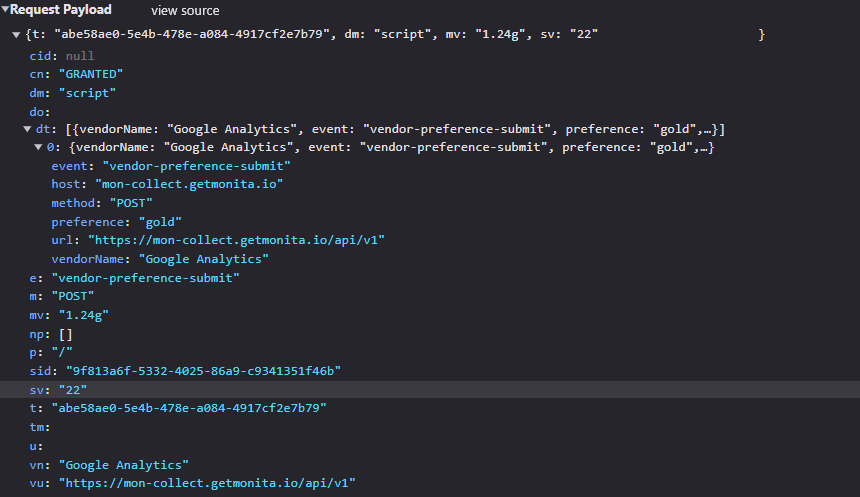 ▼Request Payload view source
▼{t: "abe58ae0-5e4b-478e-a084-4917cf2e7b79", dm: "script", mv: "1.24g", sv: "22" }
cid: null
cn: "GRANTED"
dm: "script"
do:
▼dt: [{vendorName: "Google Analytics", event: "vendor-preference-submit", preference: "gold",…}]
▼0: {vendorName: "Google Analytics", event: "vendor-preference-submit", preference: "gold",…}
event: "vendor-preference-submit"
host: "mon-collect.getmonita.io"
method: "POST"
preference: "gold"
url: "https://mon-collect.getmonita.io/api/v1"
vendorName: "Google Analytics"
e: "vendor-preference-submit"
m: "POST"
mv: "1.24g"
np: []
p: "/"
sid: "9f813a6f-5332-4025-86a9-c9341351f46b"
sv: "22"
t: "abe58ae0-5e4b-478e-a084-4917cf2e7b79"
tm:
u:
vn: "Google Analytics"
vu: "https://mon-collect.getmonita.io/api/v1"